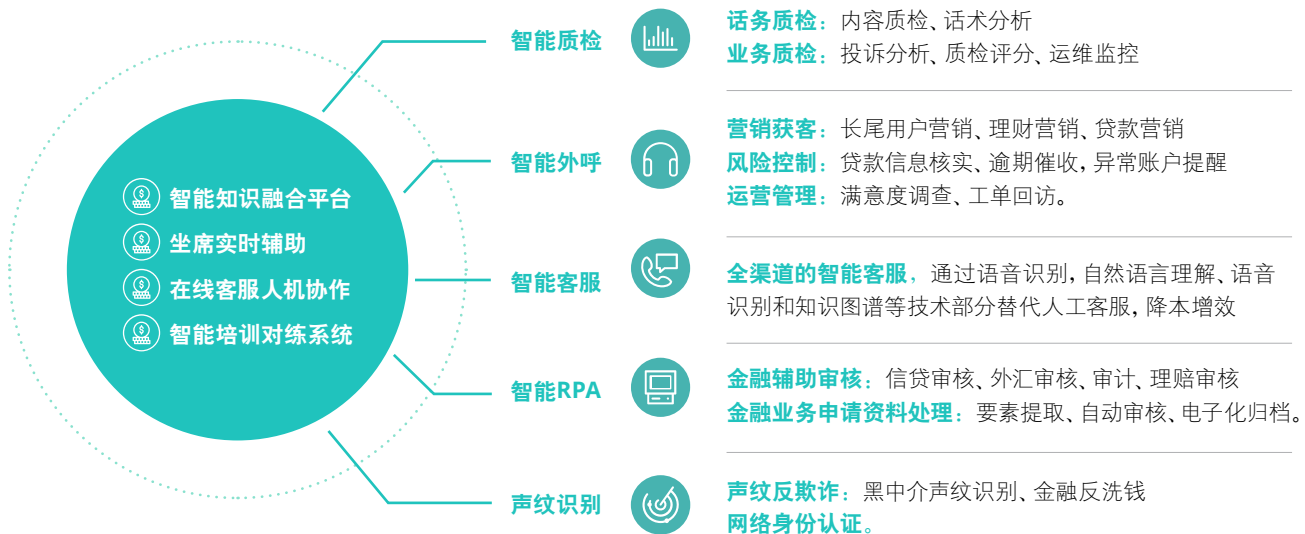 智能知识融合平台
坐席实时辅助
在线客服人机协作
智能培训对练系统
智能质检
话务质检：内容质检、话术分析
业务质检：投诉分析、质检评分、运维监控
智能外呼
营销获客：长尾用户营销、理财营销、贷款营销
风险控制：贷款信息核实、逾期催收，异常账户提醒
运营管理：满意度调查、工单回访。
智能客服
全渠道的智能客服，通过语音识别，自然语言理解、语音
识别和知识图谱等技术部分替代人工客服，降本增效
智能RPA
金融辅助审核：信贷审核、外汇审核、审计、理赔审核
金融业务申请资料处理：要素提取、自动审核、电子化归档。
声纹识别
声纹反欺诈：黑中介声纹识别、金融反洗钱
网络身份认证。